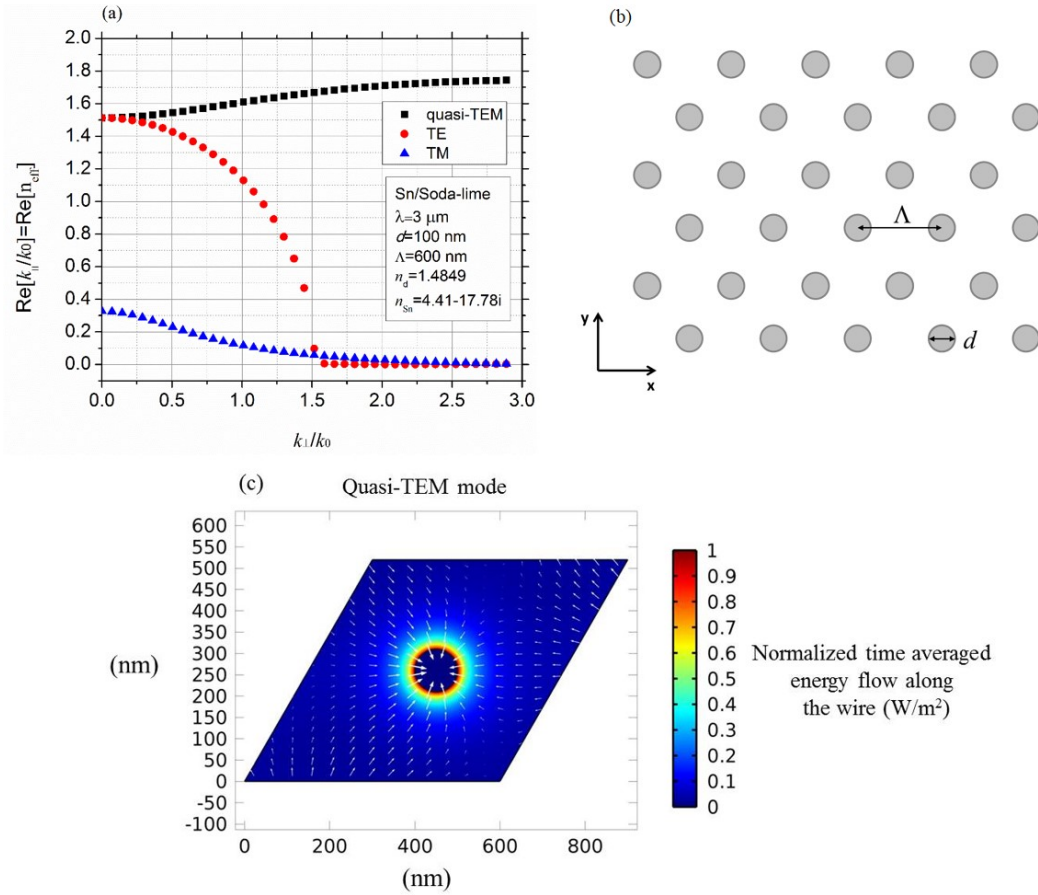 (a)
2.0
1.8
1.6
1.4
1.2
1.0
0.8
0.6
0.4
0.2
0.0
Re[k∥/k0]=Re[neff]
quasi-TEM
TE
TM
Sn/Soda-lime
λ=3 μm
d=100 nm
Λ=600 nm
nd=1.4849
nSn=4.41-17.78i
0.0 0.5 1.0 1.5 2.0 2.5 3.0
k⊥/k0
(b)
Λ
d
y
x
(c)
Quasi-TEM mode
600
550
500
450
400
350
300
250
200
150
100
50
0
-50
-100
(nm)
0 200 400 600 800
(nm)
1
0.9
0.8
0.7
0.6
0.5
0.4
0.3
0.2
0.1
0
Normalized time averaged
energy flow along
the wire (W/m²)